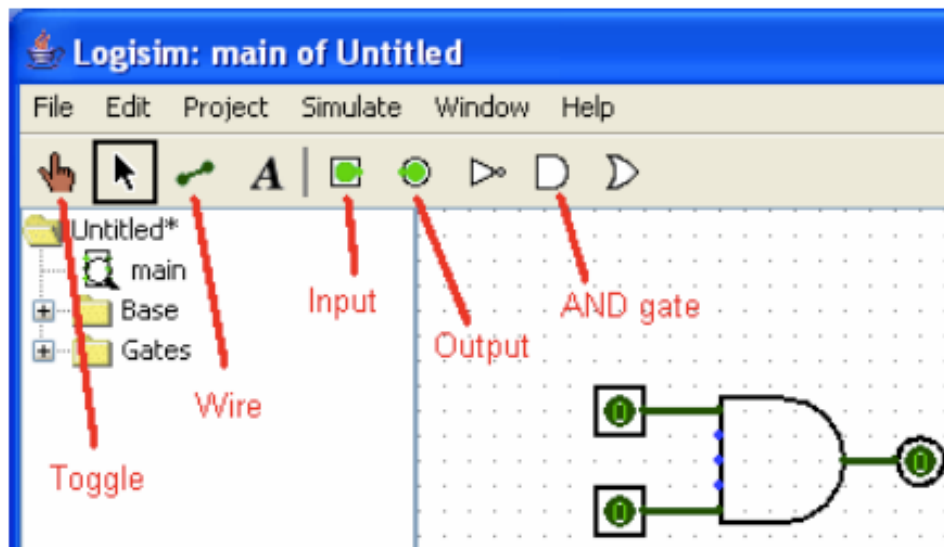 Logisim: main of Untitled
File Edit Project Simulate Window Help
A
Untitled*
main
Base
Gates
Input
AND gate
Output
Wire
Toggle
0
0
0